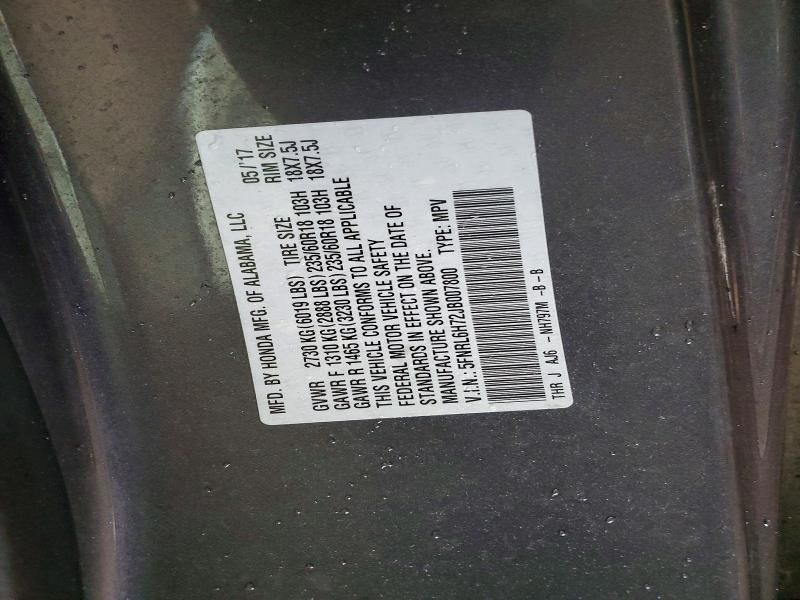 MFD. BY HONDA MFG. OF ALABAMA, LLC 05/'17
GVWR 2730 KG (6019 LBS) TIRE SIZE RIM SIZE
GAWR F 1310 KG (2888 LBS) 235/60R18 103H 18X7.5J
GAWR R 1465 KG (3230 LBS) 235/60R18 103H 18X7.5J
THIS VEHICLE CONFORMS TO ALL APPLICABLE
FEDERAL MOTOR VEHICLE SAFETY
STANDARDS IN EFFECT ON THE DATE OF
MANUFACTURE SHOWN ABOVE.
V.I.N.: 5FNRL6H72JB007800 TYPE: MPV
THR J AJ6 - NH797M -B -B